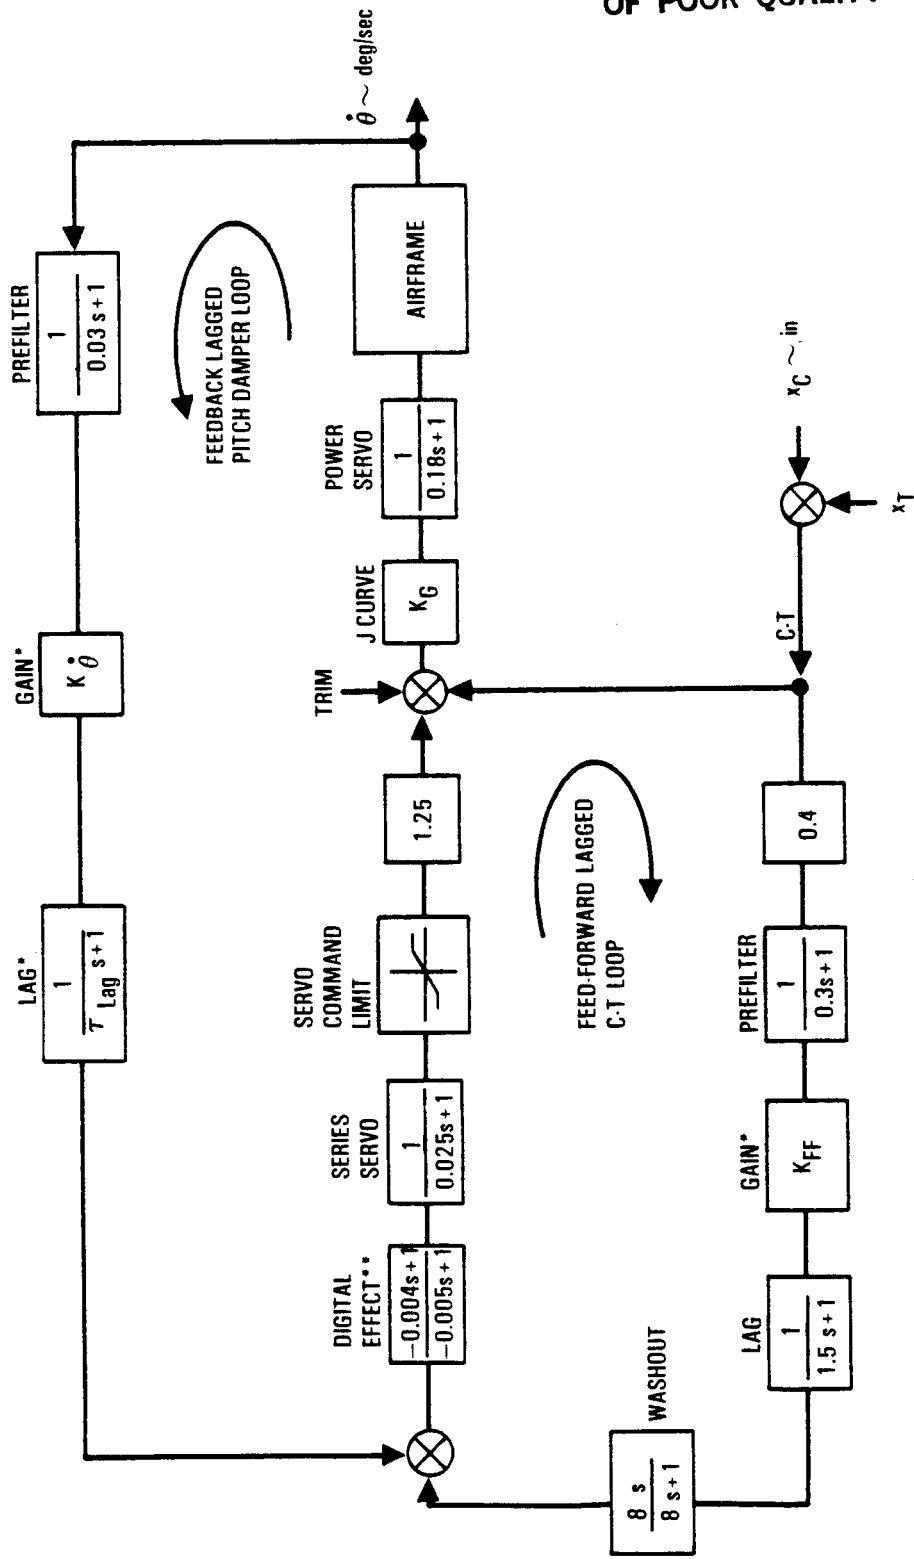 OF POOR QUALITY
PREFILTER
1
0.03 s+1
GAIN*
K θ̇
LAG*
1
τ Lag s+1
FEEDBACK LAGGED
PITCH DAMPER LOOP
θ̇ ~ deg/sec
AIRFRAME
POWER
SERVO
1
0.18s+1
J CURVE
K G
TRIM
1.25
SERVO
COMMAND
LIMIT
SERIES
SERVO
1
0.025s+1
DIGITAL
EFFECT**
−0.004s+1
−0.005s+1
FEED-FORWARD LAGGED
C-T LOOP
x C ~ in
x T
C-T
0.4
PREFILTER
1
0.3s+1
GAIN*
K FF
LAG
1
1.5 s+1
WASHOUT
8 s
8 s+1